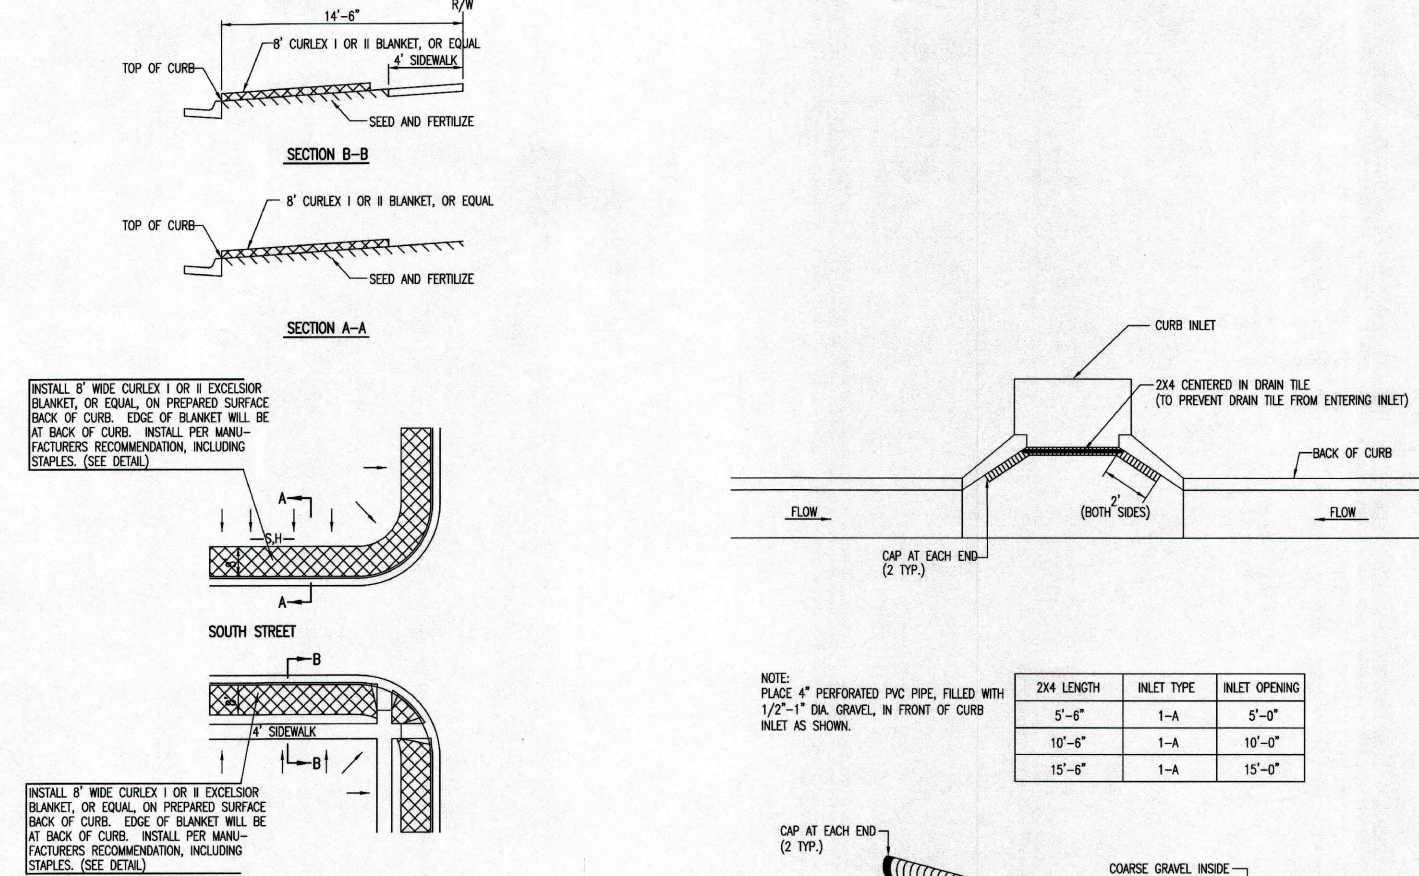 R/W
14'-6"
8' CURLEX I OR II BLANKET, OR EQUAL
4' SIDEWALK
TOP OF CURB
SEED AND FERTILIZE
SECTION B-B
8' CURLEX I OR II BLANKET, OR EQUAL
TOP OF CURB
SEED AND FERTILIZE
SECTION A-A
INSTALL 8' WIDE CURLEX I OR II EXCELSIOR
BLANKET, OR EQUAL, ON PREPARED SURFACE
BACK OF CURB. EDGE OF BLANKET WILL BE
AT BACK OF CURB. INSTALL PER MANU-
FACTURERS RECOMMENDATION, INCLUDING
STAPLES. (SEE DETAIL)
A
S,H
8'
A
SOUTH STREET
B
8'
4' SIDEWALK
B
INSTALL 8' WIDE CURLEX I OR II EXCELSIOR
BLANKET, OR EQUAL, ON PREPARED SURFACE
BACK OF CURB. EDGE OF BLANKET WILL BE
AT BACK OF CURB. INSTALL PER MANU-
FACTURERS RECOMMENDATION, INCLUDING
STAPLES. (SEE DETAIL)
CURB INLET
2X4 CENTERED IN DRAIN TILE
(TO PREVENT DRAIN TILE FROM ENTERING INLET)
BACK OF CURB
2'
(BOTH SIDES)
FLOW
FLOW
CAP AT EACH END
(2 TYP.)
NOTE:
PLACE 4" PERFORATED PVC PIPE, FILLED WITH
1/2"-1" DIA. GRAVEL, IN FRONT OF CURB
INLET AS SHOWN.
2X4 LENGTH INLET TYPE INLET OPENING
5'-6" 1-A 5'-0"
10'-6" 1-A 10'-0"
15'-6" 1-A 15'-0"
CAP AT EACH END
(2 TYP.)
COARSE GRAVEL INSIDE